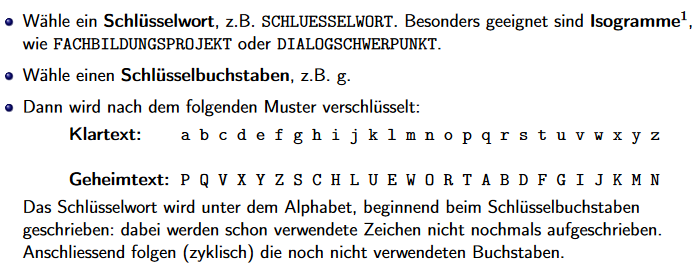 • Wähle ein Schlüsselwort, z.B. SCHLUESSELWORT. Besonders geeignet sind Isogramme¹,
wie FACHBILDUNGSPROJEKT oder DIALOGSCHWERPUNKT.
• Wähle einen Schlüsselbuchstaben, z.B. g.
• Dann wird nach dem folgenden Muster verschlüsselt:
Klartext: a b c d e f g h i j k l m n o p q r s t u v w x y z
Geheimtext: P Q V X Y Z S C H L U E W O R T A B D F G I J K M N
Das Schlüsselwort wird unter dem Alphabet, beginnend beim Schlüsselbuchstaben
geschrieben: dabei werden schon verwendete Zeichen nicht nochmals aufgeschrieben.
Anschliessend folgen (zyklisch) die noch nicht verwendeten Buchstaben.